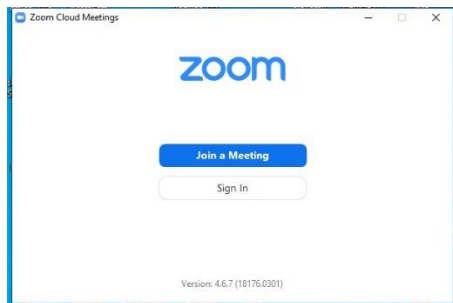 Zoom Cloud Meetings
zoom
Join a Meeting
Sign In
Version: 4.6.7 (18176.0301)